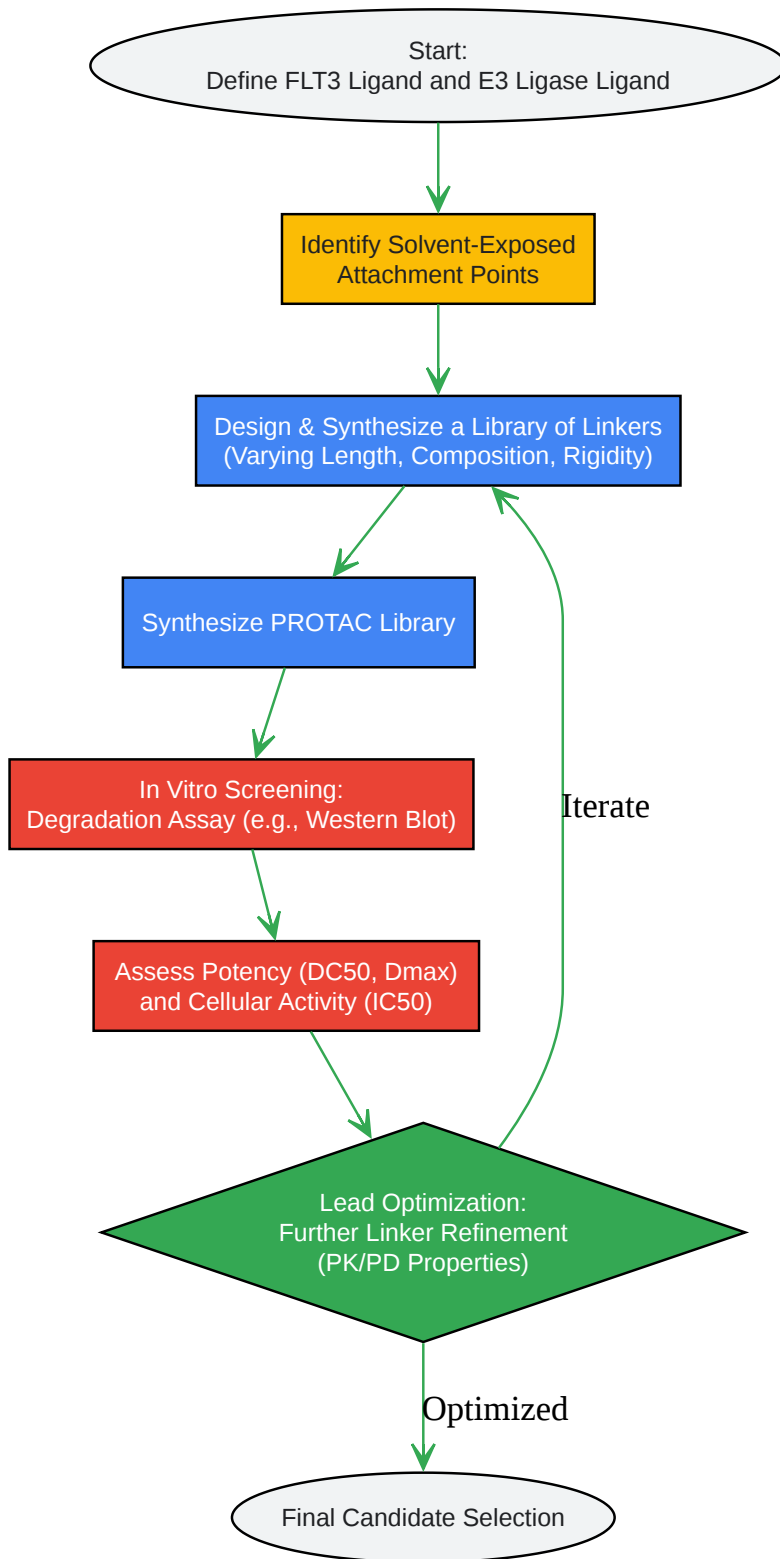 Start:
Define FLT3 Ligand and E3 Ligase Ligand
Identify Solvent-Exposed
Attachment Points
Design & Synthesize a Library of Linkers
(Varying Length, Composition, Rigidity)
Synthesize PROTAC Library
In Vitro Screening:
Degradation Assay (e.g., Western Blot)
Iterate
Assess Potency (DC50, Dmax)
and Cellular Activity (IC50)
Lead Optimization:
Further Linker Refinement
(PK/PD Properties)
Optimized
Final Candidate Selection